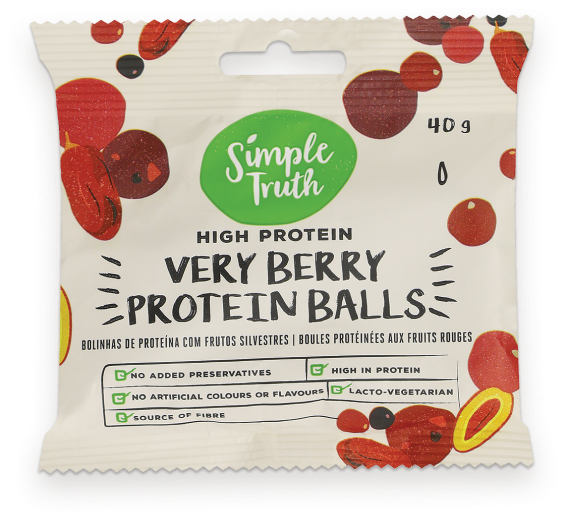 Simple
Truth
40 g
HIGH PROTEIN
VERY BERRY
PROTEIN BALLS
BOLINHAS DE PROTEÍNA COM FRUTOS SILVESTRES | BOULES PROTÉINÉES AUX FRUITS ROUGES
NO ADDED PRESERVATIVES
HIGH IN PROTEIN
NO ARTIFICIAL COLOURS OR FLAVOURS
LACTO-VEGETARIAN
SOURCE OF FIBRE